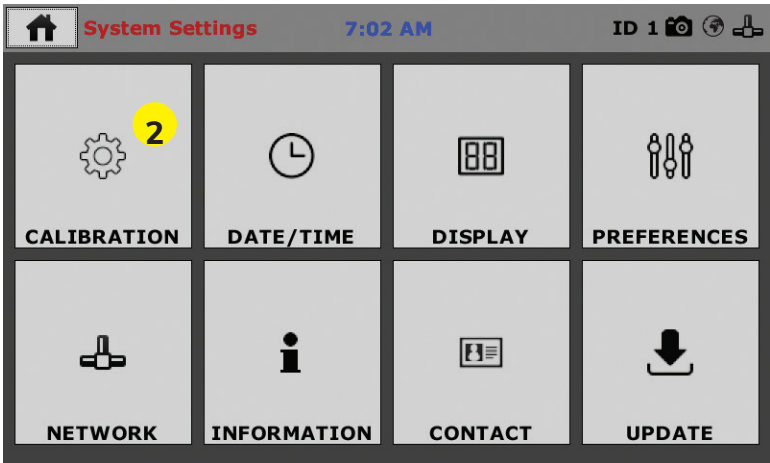 System Settings 7:02 AM ID 1
2
CALIBRATION DATE/TIME DISPLAY PREFERENCES
NETWORK INFORMATION CONTACT UPDATE